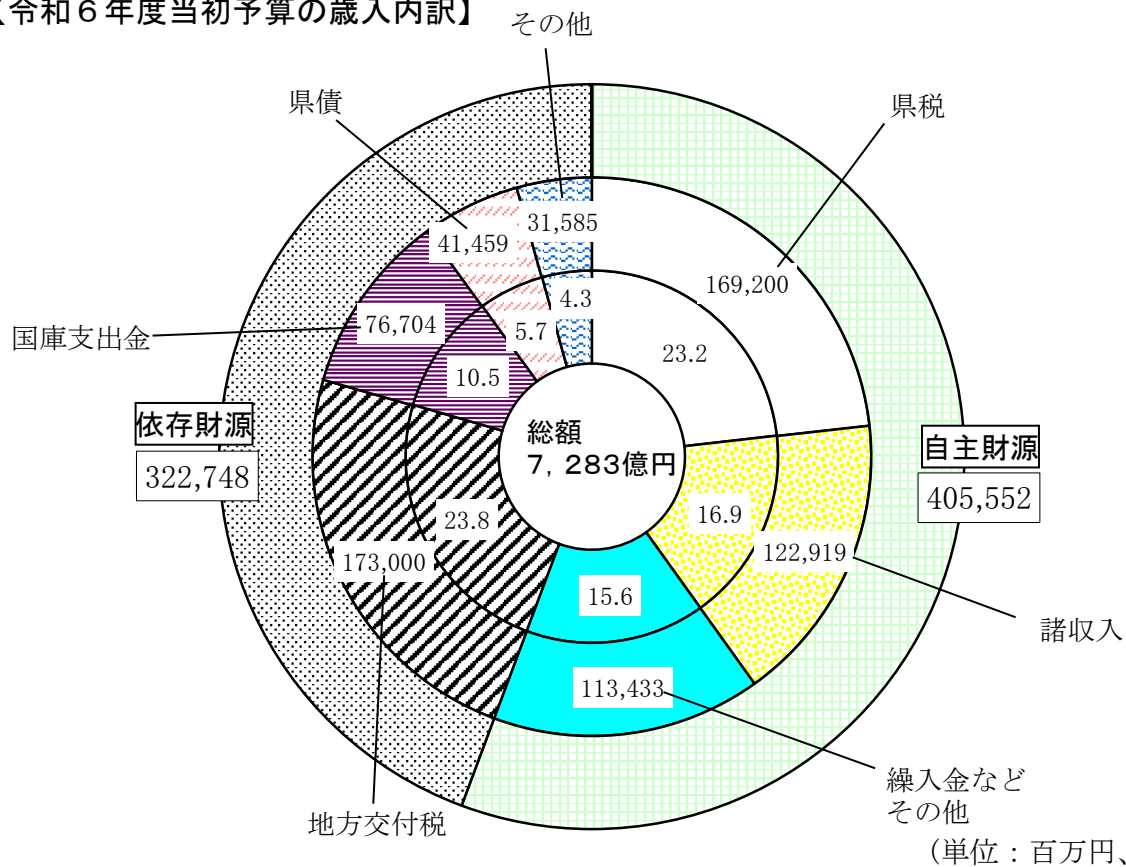 【令和６年度当初予算の歳入内訳】
その他
県債
県税
31,585
41,459
169,200
4.3
76,704
国庫支出金
5.7
23.2
10.5
依存財源
322,748
総額
7,283億円
自主財源
405,552
23.8
16.9
173,000
122,919
15.6
諸収入
113,433
繰入金など
その他
地方交付税
（単位：百万円、